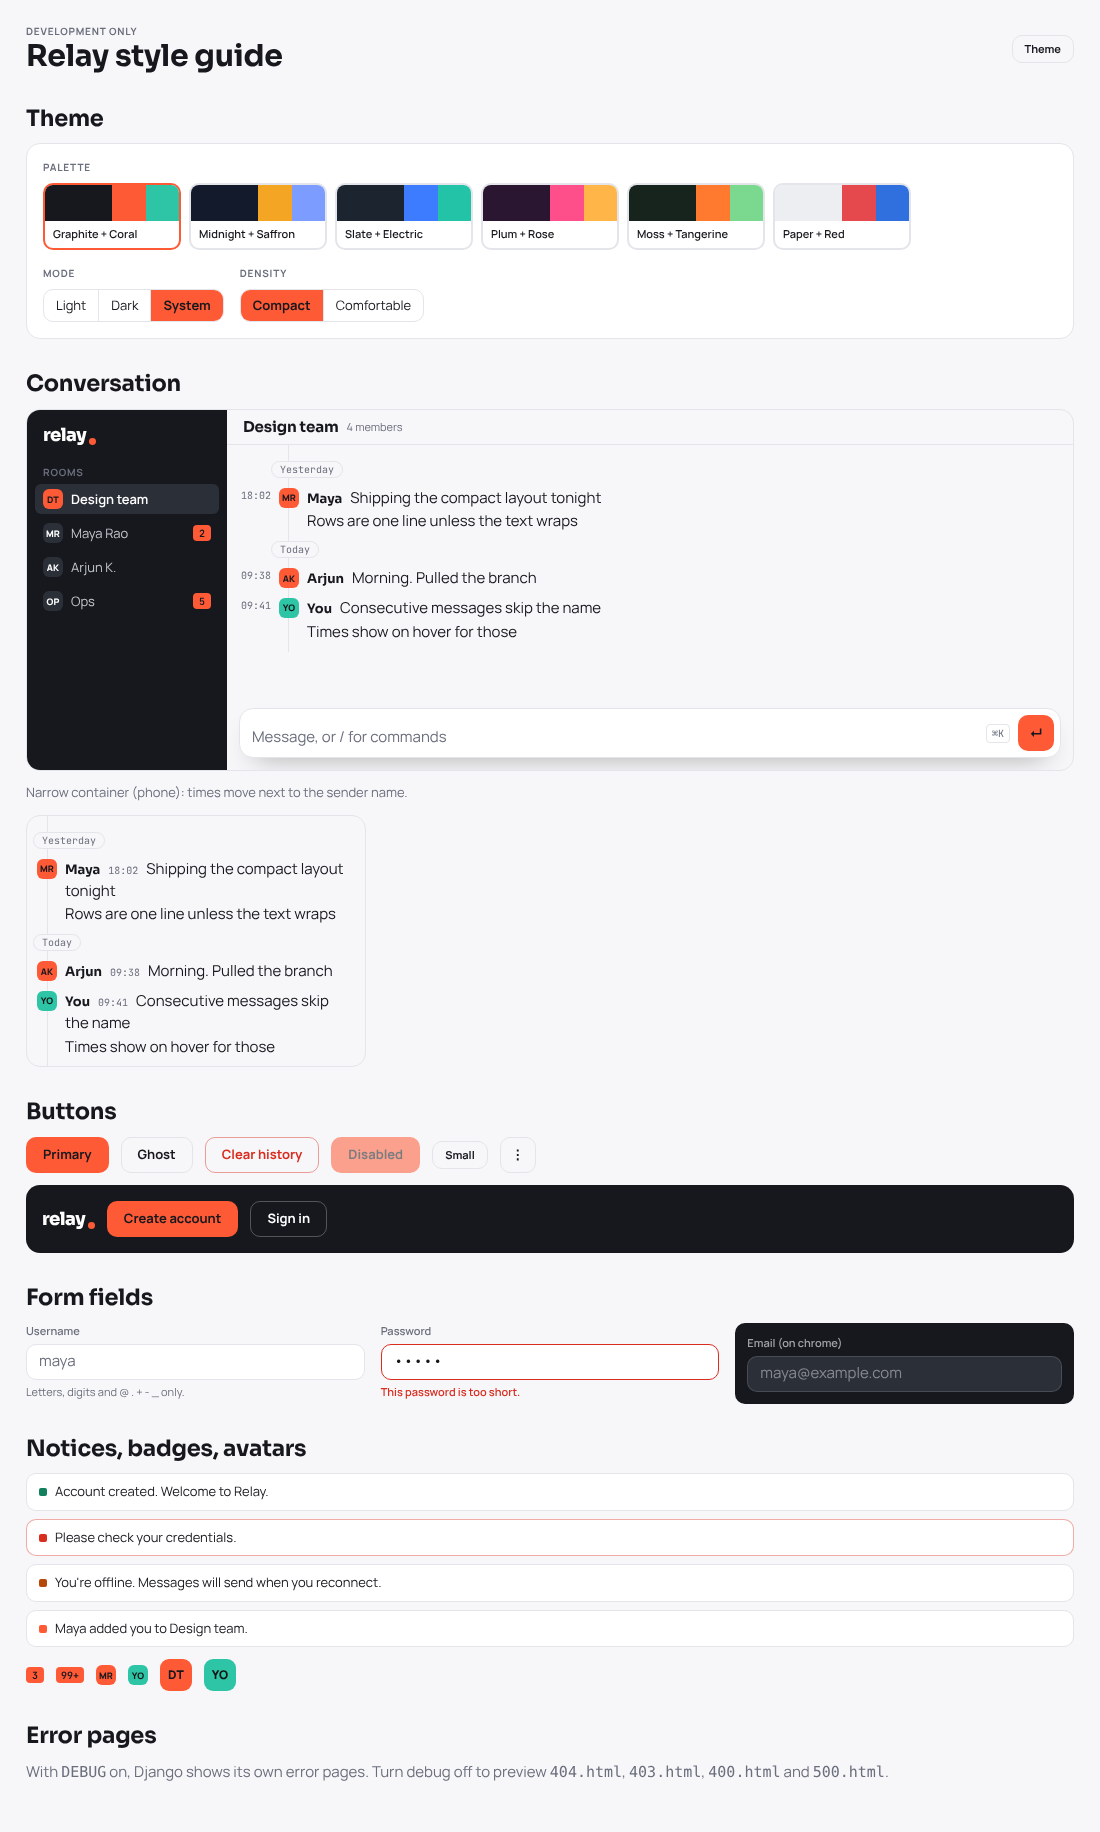 DEVELOPMENT ONLY
Relay style guide
Theme
Theme
PALETTE
Graphite + Coral
Midnight + Saffron
Slate + Electric
Plum + Rose
Moss + Tangerine
Paper + Red
MODE
DENSITY
Light
Dark
System
Compact
Comfortable
Conversation
relay.
ROOMS
DT Design team
MR Maya Rao 2
AK Arjun K.
OP Ops 5
Design team 4 members
Yesterday
18:02 MR Maya Shipping the compact layout tonight
Rows are one line unless the text wraps
Today
09:38 AK Arjun Morning. Pulled the branch
09:41 YO You Consecutive messages skip the name
Times show on hover for those
Message, or / for commands ⌘K ↵
Narrow container (phone): times move next to the sender name.
Yesterday
MR Maya 18:02 Shipping the compact layout
tonight
Rows are one line unless the text wraps
Today
AK Arjun 09:38 Morning. Pulled the branch
YO You 09:41 Consecutive messages skip
the name
Times show on hover for those
Buttons
Primary
Ghost
Clear history
Disabled
Small
⋮
relay.
Create account
Sign in
Form fields
Username
maya
Letters, digits and @ . + - _ only.
Password
•••••
This password is too short.
Email (on chrome)
maya@example.com
Notices, badges, avatars
Account created. Welcome to Relay.
Please check your credentials.
You're offline. Messages will send when you reconnect.
Maya added you to Design team.
3 99+ MR YO DT YO
Error pages
With DEBUG on, Django shows its own error pages. Turn debug off to preview 404.html, 403.html, 400.html and 500.html.